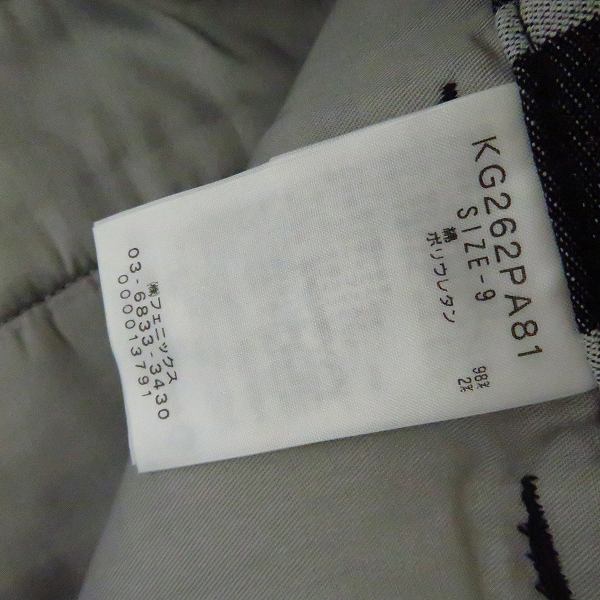 KG262PA81
SIZE-9
綿 98%
ポリウレタン 2%
㈱フェニックス
03-6833-3430
000013791